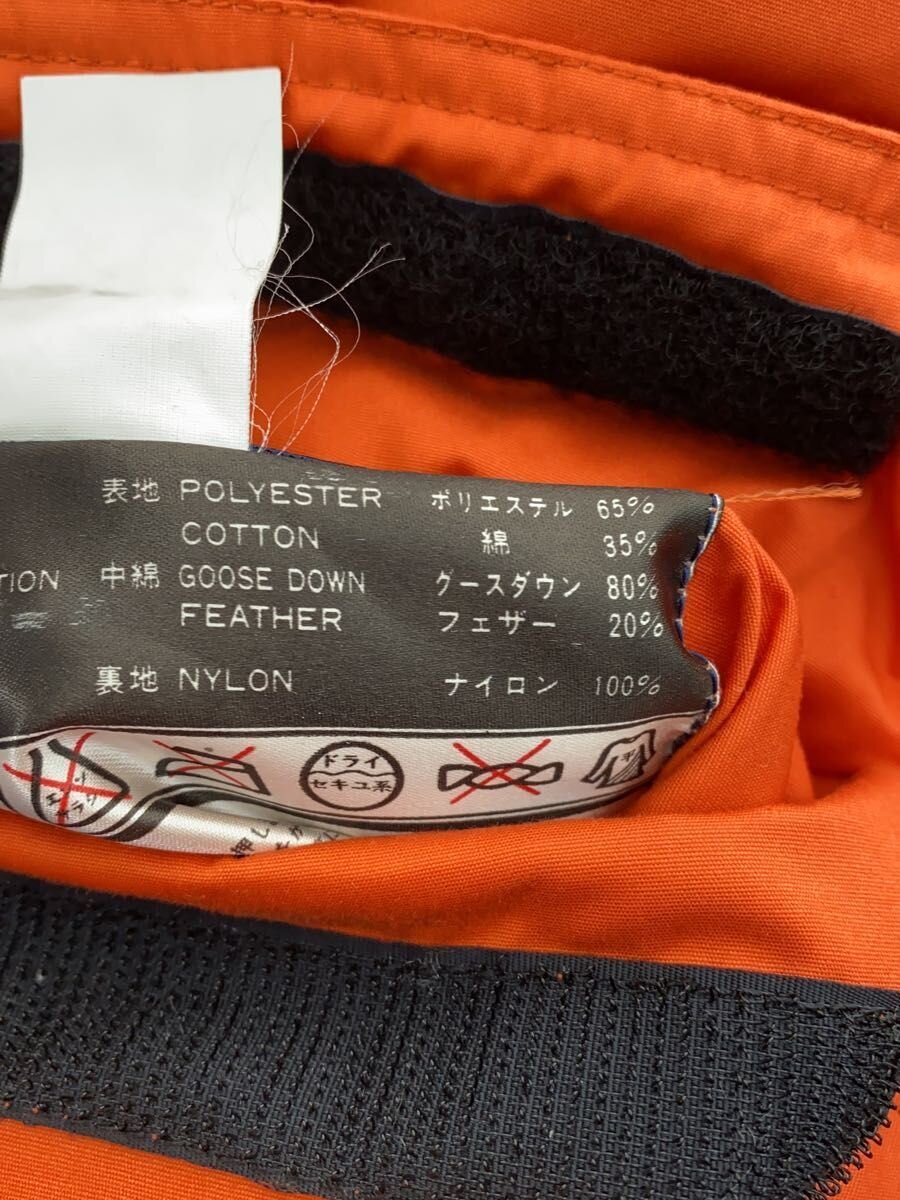 表地 POLYESTER ポリエステル 65%
COTTON 綿 35%
TION 中綿 GOOSE DOWN グースダウン 80%
FEATHER フェザー 20%
裏地 NYLON ナイロン 100%
ドライ
セキユ系